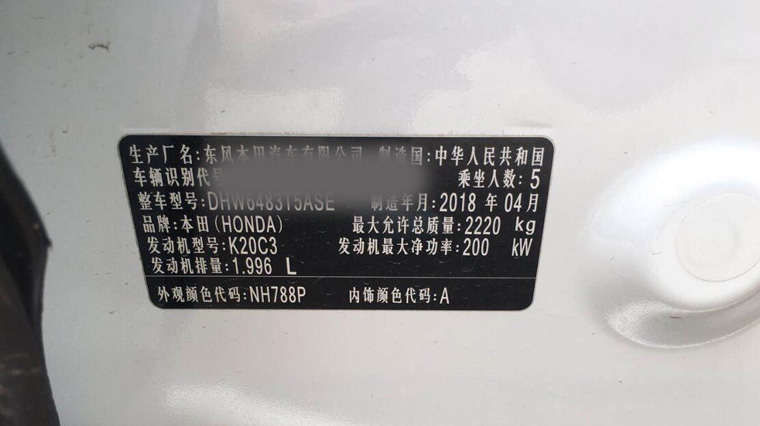 生产厂名:东风本田汽车有限公司 制造国:中华人民共和国
车辆识别代号 乘坐人数:5
整车型号:DHW6483T5ASE 制造年月:2018 年 04 月
品牌:本田(HONDA) 最大允许总质量:2220 kg
发动机型号:K20C3 发动机最大净功率:200 kW
发动机排量:1.996 L
外观颜色代码:NH788P 内饰颜色代码:A